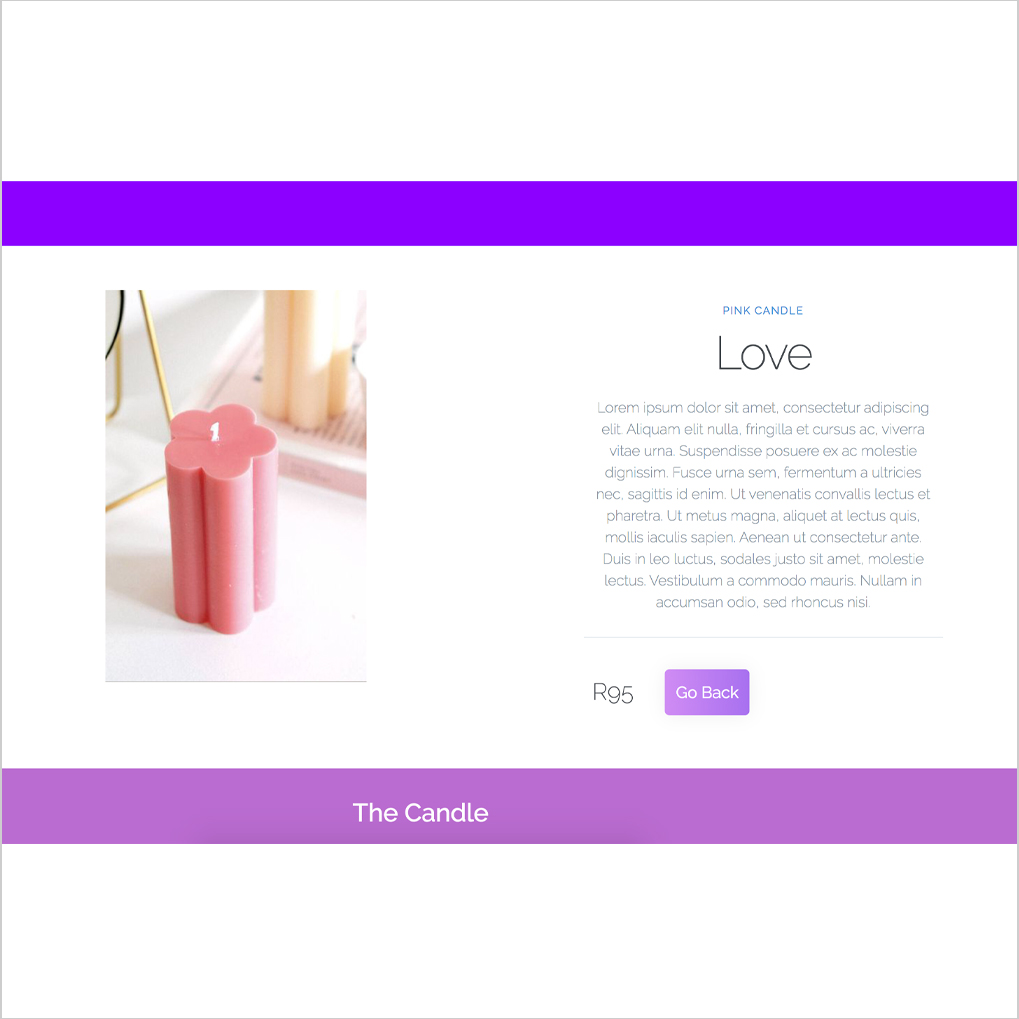 PINK CANDLE
Love
Lorem ipsum dolor sit amet, consectetur adipiscing
elit. Aliquam elit nulla, fringilla et cursus ac, viverra
vitae urna. Suspendisse posuere ex ac molestie
dignissim. Fusce urna sem, fermentum a ultricies
nec, sagittis id enim. Ut venenatis convallis lectus et
pharetra. Ut metus magna, aliquet at lectus quis,
mollis iaculis sapien. Aenean ut consectetur ante.
Duis in leo luctus, sodales justo sit amet, molestie
lectus. Vestibulum a commodo mauris. Nullam in
accumsan odio, sed rhoncus nisi.
R95
Go Back
The Candle